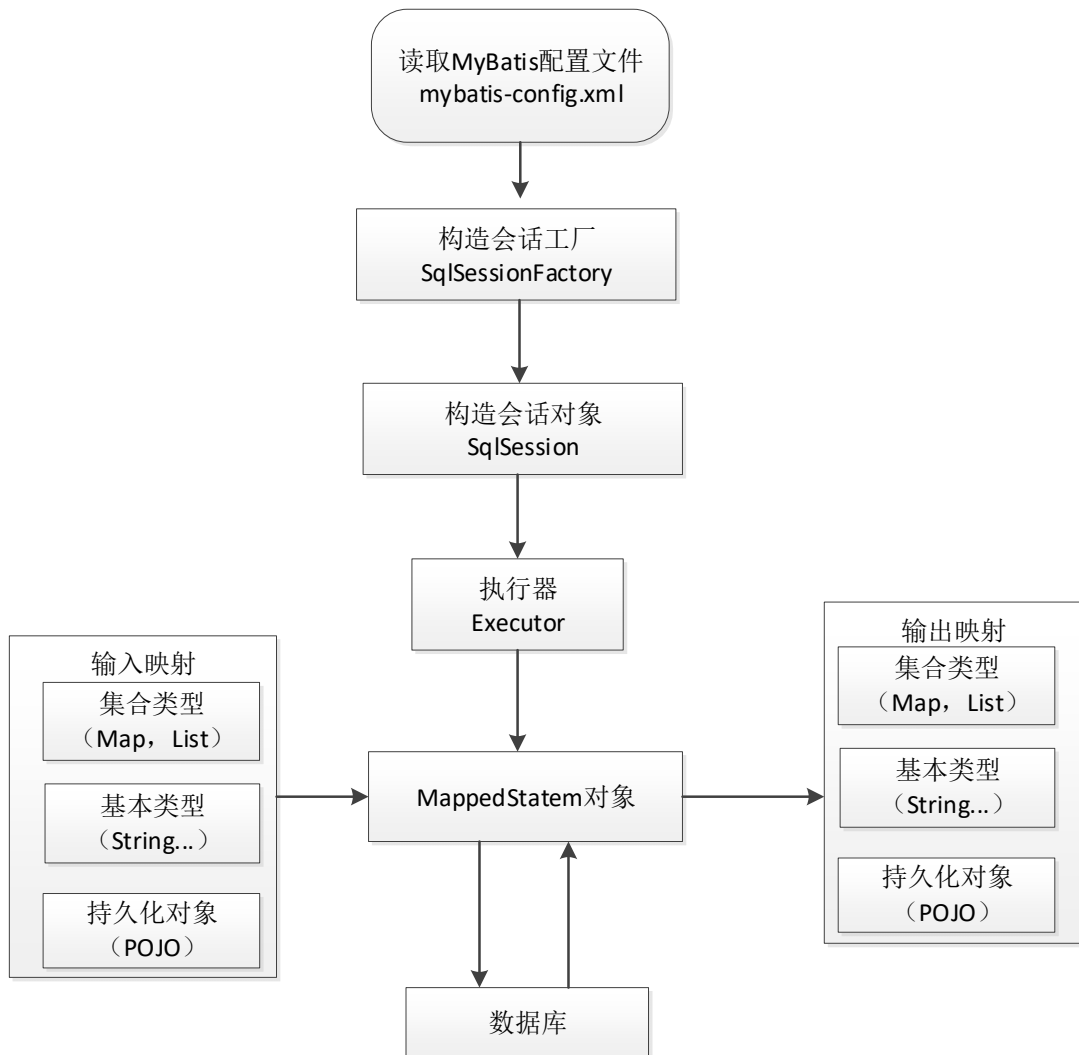 读取MyBatis配置文件
mybatis-config.xml
构造会话工厂
SqlSessionFactory
构造会话对象
SqlSession
执行器
Executor
输入映射
集合类型
（Map，List）
基本类型
（String...）
持久化对象
（POJO）
MappedStatem对象
输出映射
集合类型
（Map，List）
基本类型
（String...）
持久化对象
（POJO）
数据库